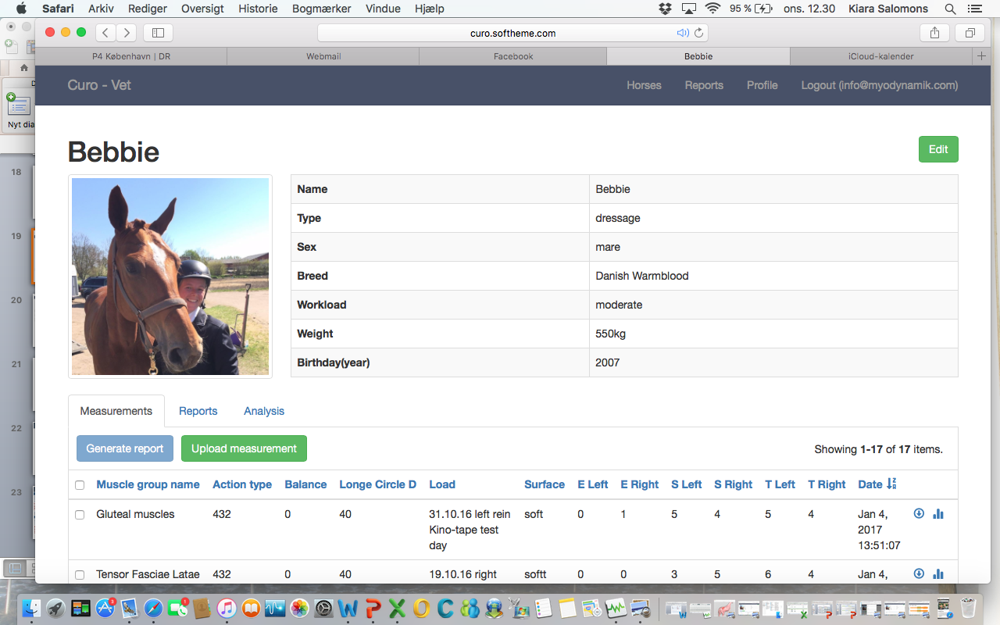 Safari Arkiv Rediger Oversigt Historie Bogmærker Vindue Hjælp 95 % ons. 12.30 Kiara Salomons
curo.softheme.com
P4 København | DR Webmail Facebook Bebbie iCloud-kalender
Curo - Vet Horses Reports Profile Logout (info@myodynamik.com)
Nyt dia
18
19
20
21
22
23
Bebbie
Edit
Name Bebbie
Type dressage
Sex mare
Breed Danish Warmblood
Workload moderate
Weight 550kg
Birthday(year) 2007
Measurements Reports Analysis
Generate report Upload measurement Showing 1-17 of 17 items.
Muscle group name Action type Balance Longe Circle D Load Surface E Left E Right S Left S Right T Left T Right Date
Gluteal muscles 432 0 40 31.10.16 left rein soft 0 1 5 4 5 4 Jan 4,
Kino-tape test 2017
day 13:51:07
Tensor Fasciae Latae 432 0 40 19.10.16 right softt 0 0 3 5 6 4 Jan 4,